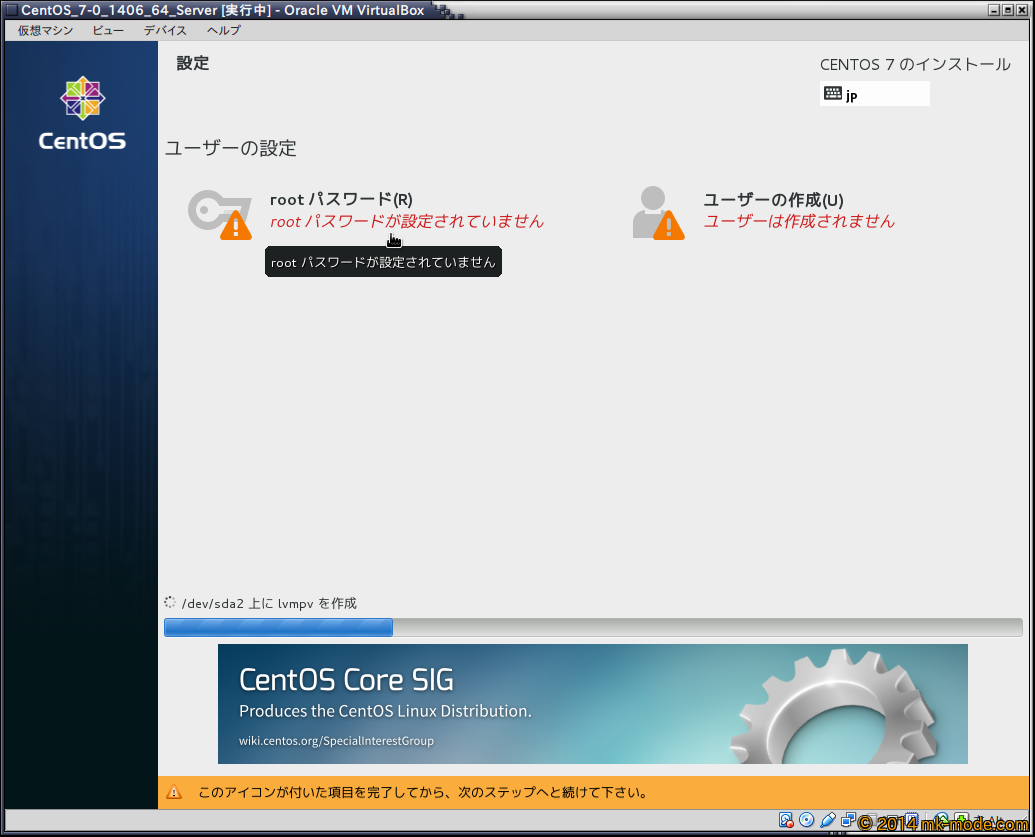 CentOS_7-0_1406_64_Server [実行中] - Oracle VM VirtualBox
仮想マシン ビュー デバイス ヘルプ
設定
CENTOS 7 のインストール
jp
CentOS
ユーザーの設定
root パスワード(R)
root パスワードが設定されていません
ユーザーの作成(U)
ユーザーは作成されません
root パスワードが設定されていません
/dev/sda2 上に lvmpv を作成
CentOS Core SIG
Produces the CentOS Linux Distribution.
wiki.centos.org/SpecialInterestGroup
このアイコンが付いた項目を完了してから、次のステップへと続けて下さい。
© 2014 mk-mode.com